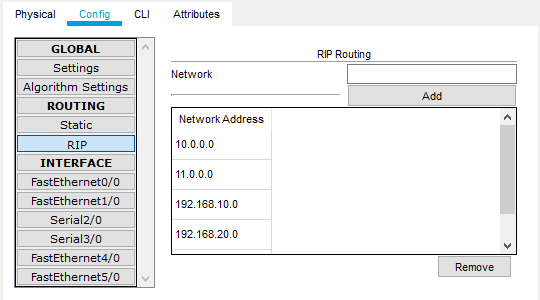 Physical Config CLI Attributes
GLOBAL
Settings
Algorithm Settings
ROUTING
Static
RIP
INTERFACE
FastEthernet0/0
FastEthernet1/0
Serial2/0
Serial3/0
FastEthernet4/0
FastEthernet5/0
RIP Routing
Network
Add
Network Address
10.0.0.0
11.0.0.0
192.168.10.0
192.168.20.0
Remove